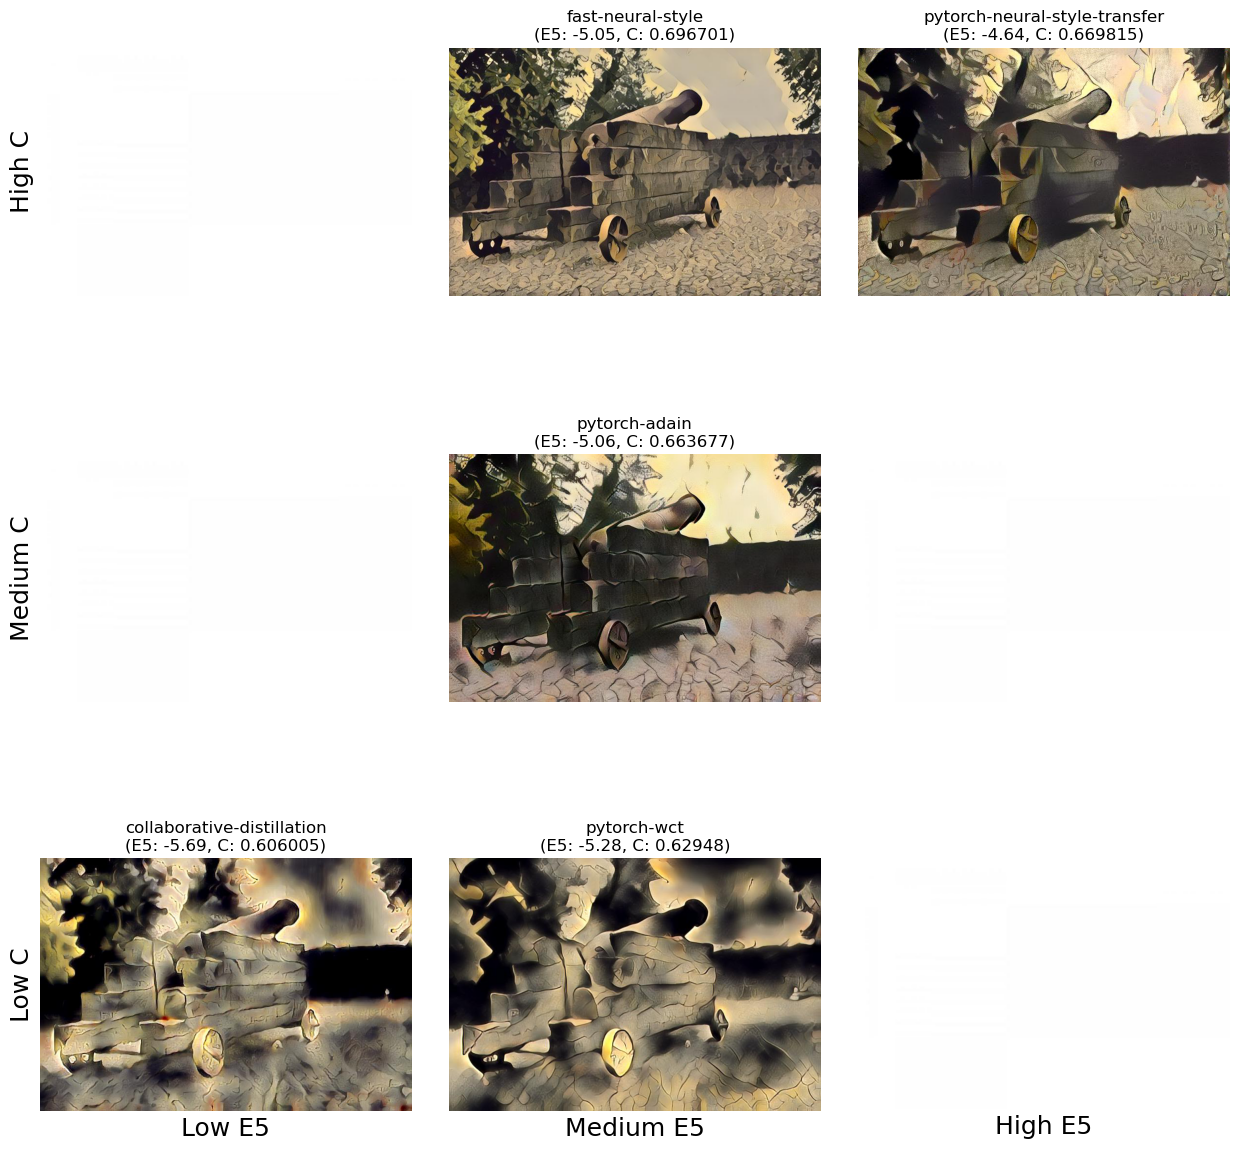 fast-neural-style
(E5: -5.05, C: 0.696701)
pytorch-neural-style-transfer
(E5: -4.64, C: 0.669815)
High C
pytorch-adain
(E5: -5.06, C: 0.663677)
Medium C
collaborative-distillation
(E5: -5.69, C: 0.606005)
pytorch-wct
(E5: -5.28, C: 0.62948)
Low C
Low E5
Medium E5
High E5